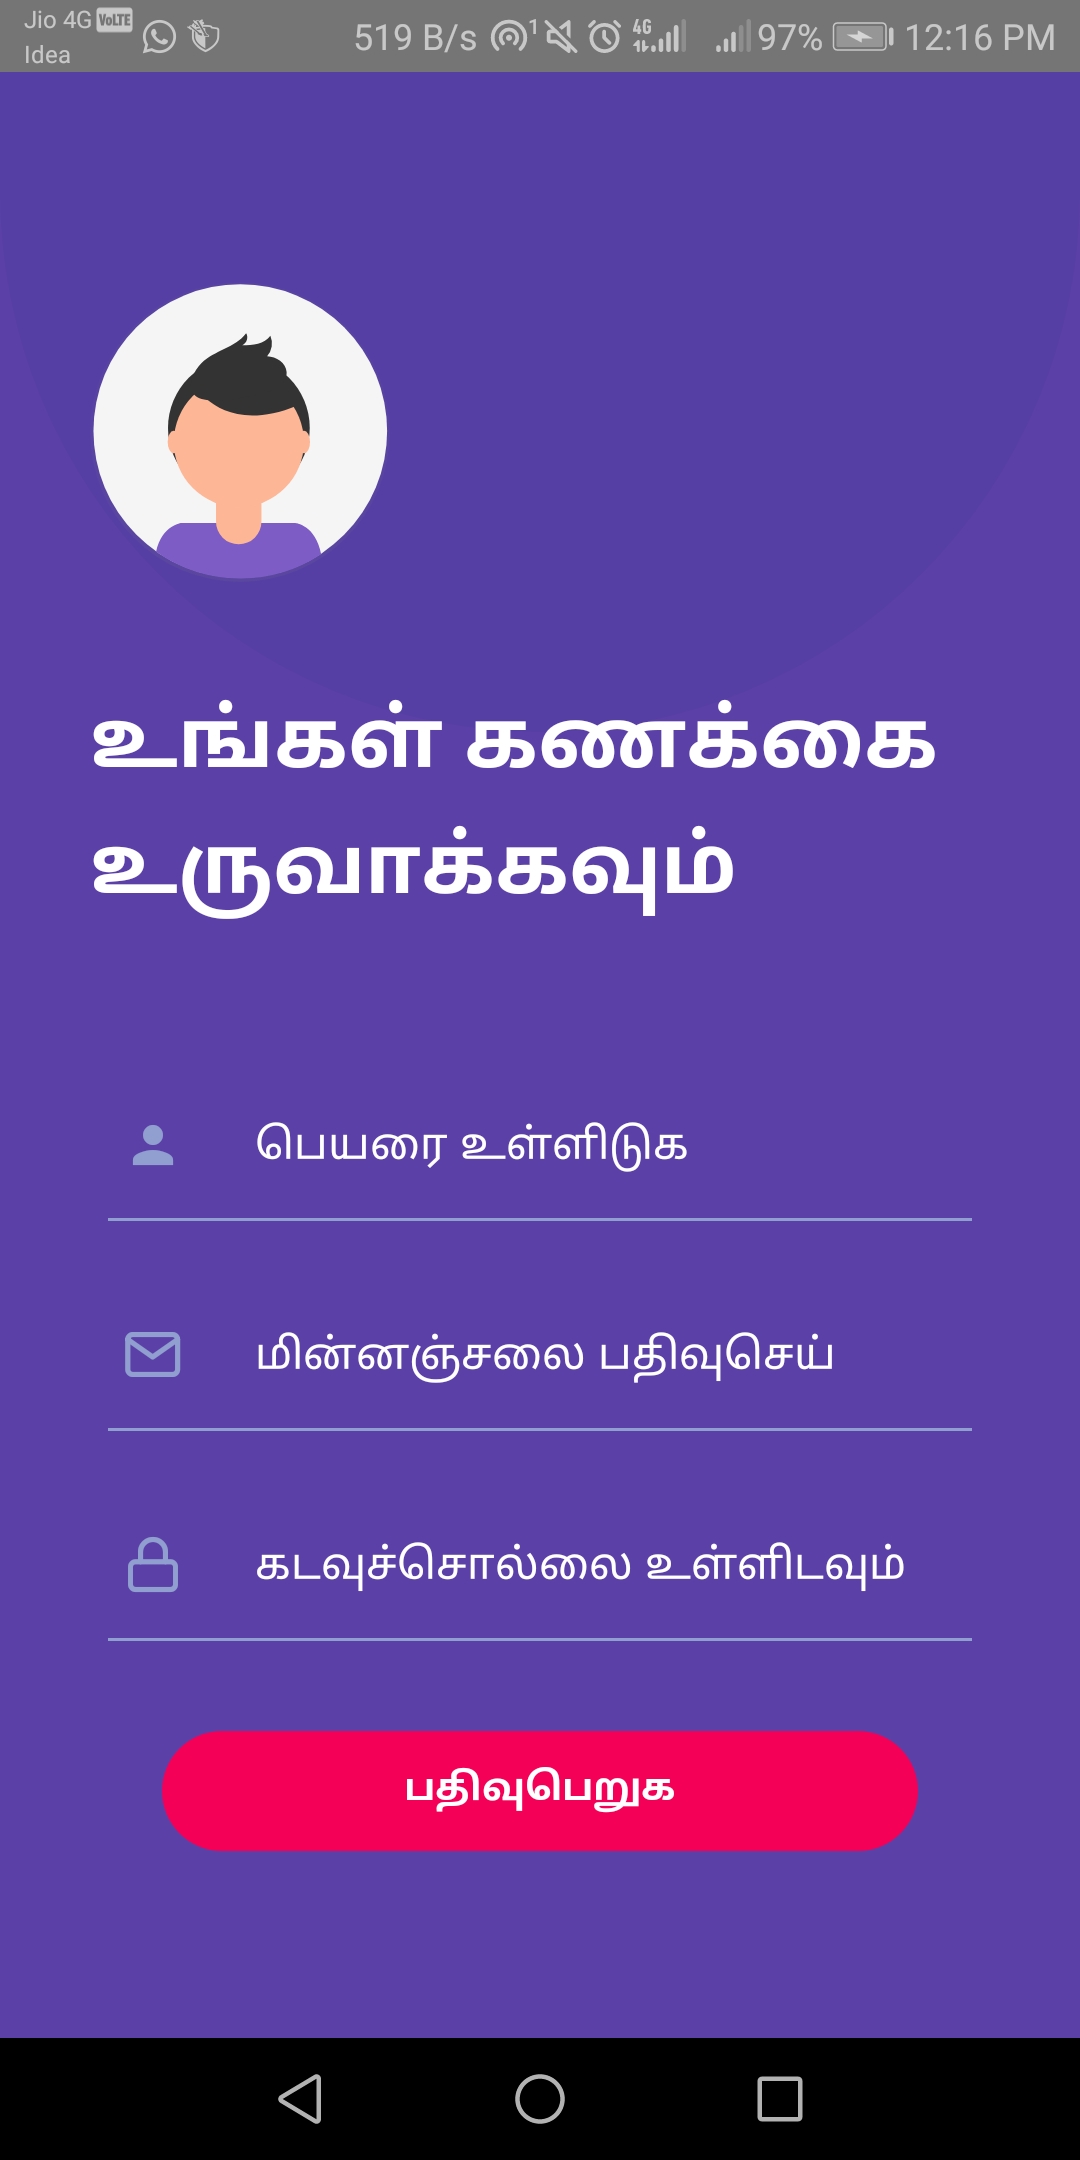 Jio 4G VoLTE
Idea
519 B/s 1 4G 97% 12:16 PM
உங்கள் கணக்கை
உருவாக்கவும்
பெயரை உள்ளிடுக
மின்னஞ்சலை பதிவுசெய்
கடவுச்சொல்லை உள்ளிடவும்
பதிவுபெறுக